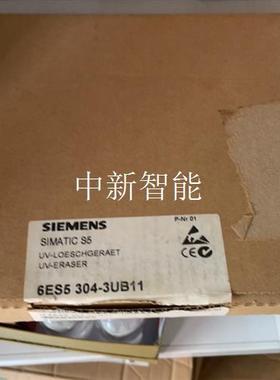 中新智能
SIEMENS
P-Nr 01
SIMATIC S5
UV-LOESCHGERAET
UV-ERASER
CE
6ES5 304-3UB11